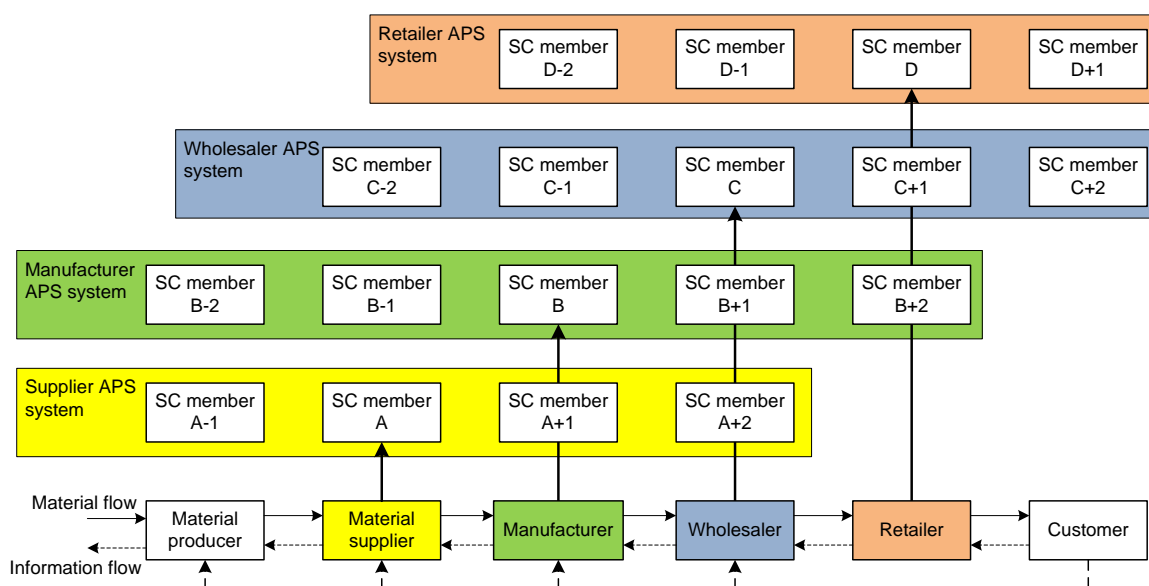 Retailer APS
system
SC member
D-2
SC member
D-1
SC member
D
SC member
D+1
Wholesaler APS
system
SC member
C-2
SC member
C-1
SC member
C
SC member
C+1
SC member
C+2
Manufacturer
APS system
SC member
B-2
SC member
B-1
SC member
B
SC member
B+1
SC member
B+2
Supplier APS
system
SC member
A-1
SC member
A
SC member
A+1
SC member
A+2
Material flow
Information flow
Material
producer
Material
supplier
Manufacturer
Wholesaler
Retailer
Customer